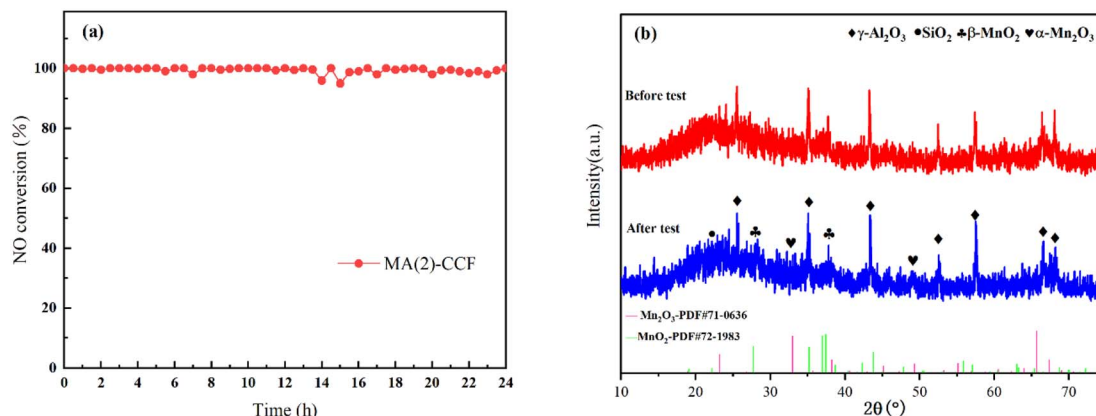 (a)
NO conversion (%)
100
80
60
40
20
0
MA(2)-CCF
0 2 4 6 8 10 12 14 16 18 20 22 24
Time (h)
(b)
♦γ-Al₂O₃ ●SiO₂ ♣β-MnO₂ ♥α-Mn₂O₃
Intensity(a.u.)
Before test
After test
Mn₂O₃-PDF#71-0636
MnO₂-PDF#72-1983
10 20 30 40 50 60 70
2θ (°)